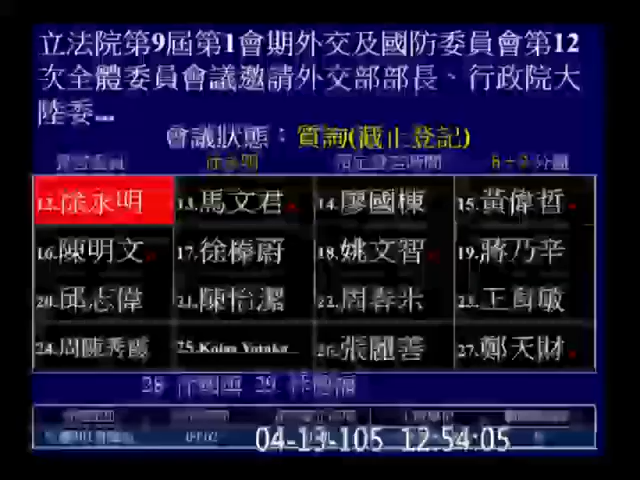 立法院第9屆第1會期外交及國防委員會第12
次全體委員會議邀請外交部部長、行政院大
陸委...
會議狀態：質詢(截止登記)
12.徐永明 13.馬文君 14.廖國棟 15.黃偉哲
16.陳明文 17.徐榛蔚 18.姚文智 19.蔣乃辛
20.邱志偉 21.陳怡潔 22.周春米 23.王育敏
24.周陳秀霞 25.Kolas Yotaka 26.張麗善 27.鄭天財
28 29
04-13-105 12:54:05